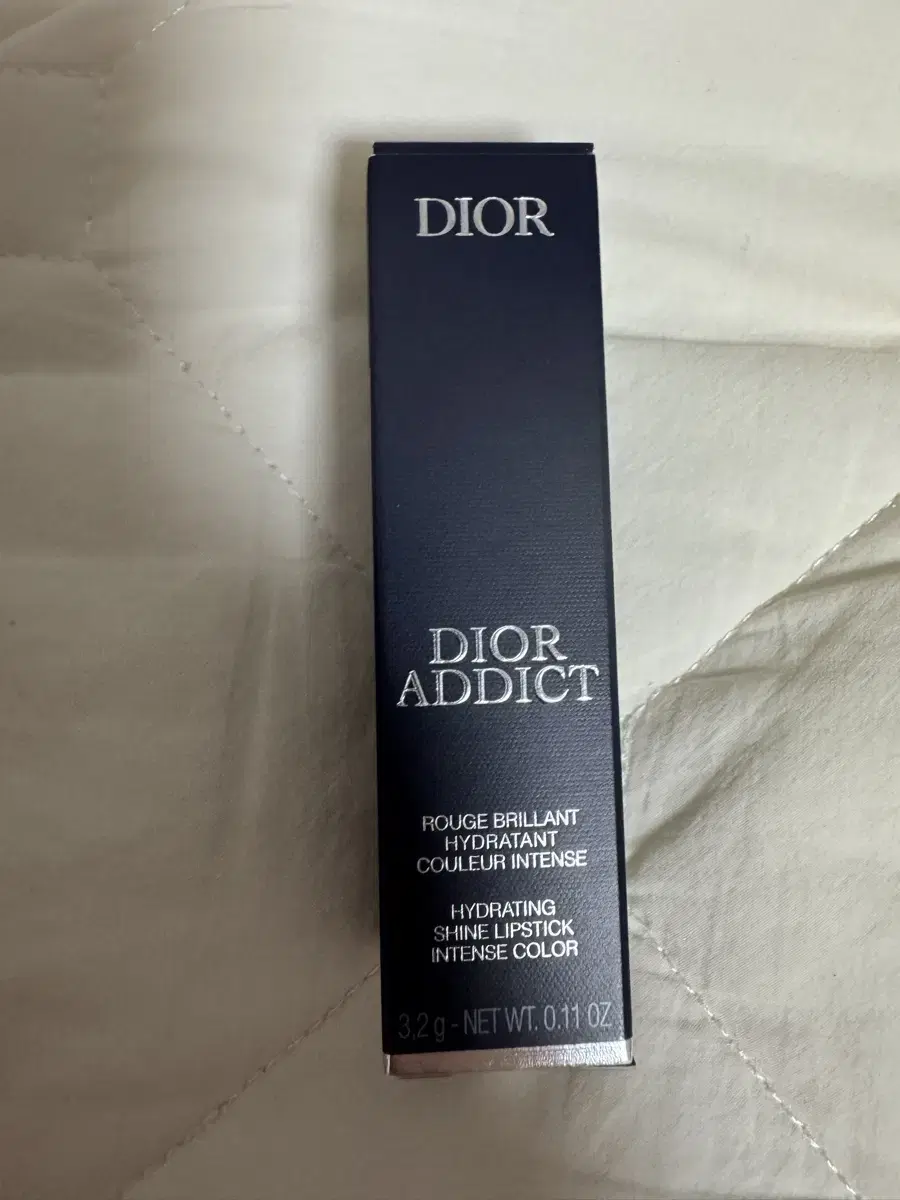 DIOR
DIOR
ADDICT
ROUGE BRILLANT
HYDRATANT
COULEUR INTENSE
HYDRATING
SHINE LIPSTICK
INTENSE COLOR
3,2 g - NET WT. 0.11 OZ